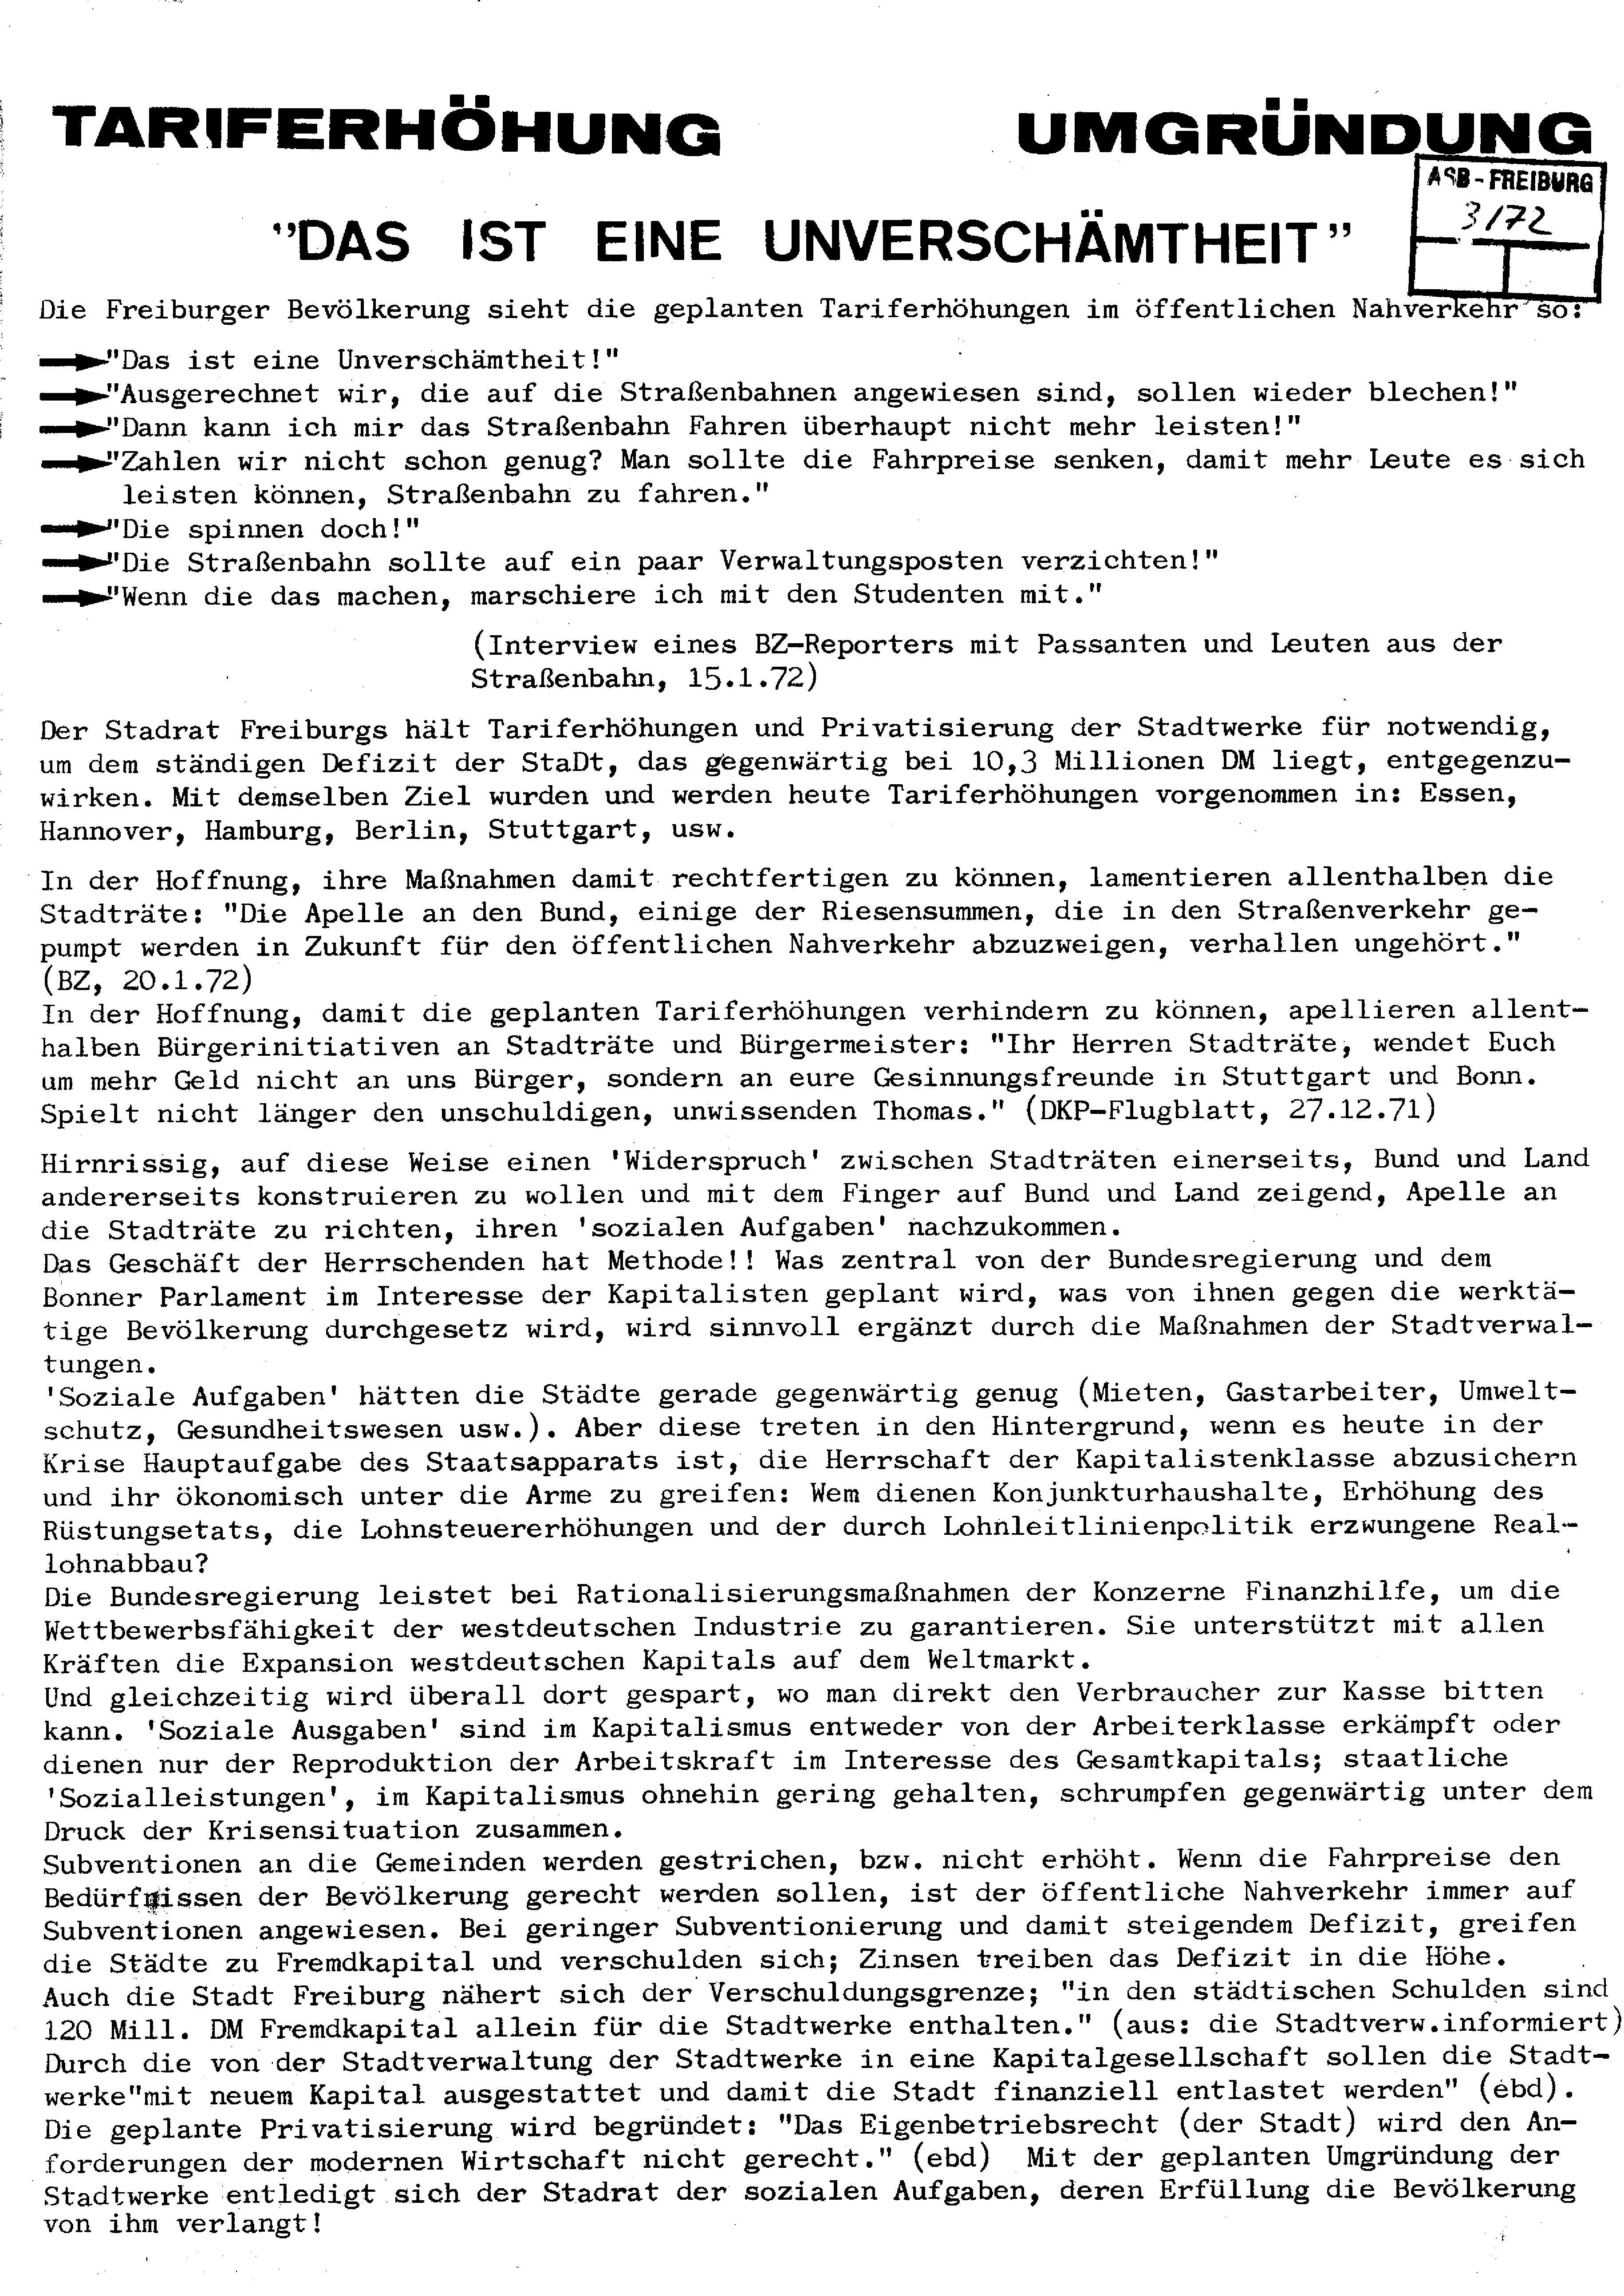 TARIFERHÖHUNG UMGRÜNDUNG
ASB-FREIBURG
3/72
"DAS IST EINE UNVERSCHÄMTHEIT"
Die Freiburger Bevölkerung sieht die geplanten Tariferhöhungen im öffentlichen Nahverkehr so:
"Das ist eine Unverschämtheit!"
"Ausgerechnet wir, die auf die Straßenbahnen angewiesen sind, sollen wieder blechen!"
"Dann kann ich mir das Straßenbahn Fahren überhaupt nicht mehr leisten!"
"Zahlen wir nicht schon genug? Man sollte die Fahrpreise senken, damit mehr Leute es sich
leisten können, Straßenbahn zu fahren."
"Die spinnen doch!"
"Die Straßenbahn sollte auf ein paar Verwaltungsposten verzichten!"
"Wenn die das machen, marschiere ich mit den Studenten mit."
(Interview eines BZ-Reporters mit Passanten und Leuten aus der
Straßenbahn, 15.1.72)
Der Stadrat Freiburgs hält Tariferhöhungen und Privatisierung der Stadtwerke für notwendig,
um dem ständigen Defizit der StaDt, das gegenwärtig bei 10,3 Millionen DM liegt, entgegenzu-
wirken. Mit demselben Ziel wurden und werden heute Tariferhöhungen vorgenommen in: Essen,
Hannover, Hamburg, Berlin, Stuttgart, usw.
In der Hoffnung, ihre Maßnahmen damit rechtfertigen zu können, lamentieren allenthalben die
Stadträte: "Die Apelle an den Bund, einige der Riesensummen, die in den Straßenverkehr ge-
pumpt werden in Zukunft für den öffentlichen Nahverkehr abzuzweigen, verhallen ungehört."
(BZ, 20.1.72)
In der Hoffnung, damit die geplanten Tariferhöhungen verhindern zu können, apellieren allent-
halben Bürgerinitiativen an Stadträte und Bürgermeister: "Ihr Herren Stadträte, wendet Euch
um mehr Geld nicht an uns Bürger, sondern an eure Gesinnungsfreunde in Stuttgart und Bonn.
Spielt nicht länger den unschuldigen, unwissenden Thomas." (DKP-Flugblatt, 27.12.71)
Hirnrissig, auf diese Weise einen 'Widerspruch' zwischen Stadträten einerseits, Bund und Land
andererseits konstruieren zu wollen und mit dem Finger auf Bund und Land zeigend, Apelle an
die Stadträte zu richten, ihren 'sozialen Aufgaben' nachzukommen.
Das Geschäft der Herrschenden hat Methode!! Was zentral von der Bundesregierung und dem
Bonner Parlament im Interesse der Kapitalisten geplant wird, was von ihnen gegen die werktä-
tige Bevölkerung durchgesetz wird, wird sinnvoll ergänzt durch die Maßnahmen der Stadtverwal-
tungen.
'Soziale Aufgaben' hätten die Städte gerade gegenwärtig genug (Mieten, Gastarbeiter, Umwelt-
schutz, Gesundheitswesen usw.). Aber diese treten in den Hintergrund, wenn es heute in der
Krise Hauptaufgabe des Staatsapparats ist, die Herrschaft der Kapitalistenklasse abzusichern
und ihr ökonomisch unter die Arme zu greifen: Wem dienen Konjunkturhaushalte, Erhöhung des
Rüstungsetats, die Lohnsteuererhöhungen und der durch Lohnleitlinienpolitik erzwungene Real-
lohnabbau?
Die Bundesregierung leistet bei Rationalisierungsmaßnahmen der Konzerne Finanzhilfe, um die
Wettbewerbsfähigkeit der westdeutschen Industrie zu garantieren. Sie unterstützt mit allen
Kräften die Expansion westdeutschen Kapitals auf dem Weltmarkt.
Und gleichzeitig wird überall dort gespart, wo man direkt den Verbraucher zur Kasse bitten
kann. 'Soziale Ausgaben' sind im Kapitalismus entweder von der Arbeiterklasse erkämpft oder
dienen nur der Reproduktion der Arbeitskraft im Interesse des Gesamtkapitals; staatliche
'Sozialleistungen', im Kapitalismus ohnehin gering gehalten, schrumpfen gegenwärtig unter dem
Druck der Krisensituation zusammen.
Subventionen an die Gemeinden werden gestrichen, bzw. nicht erhöht. Wenn die Fahrpreise den
Bedürfnissen der Bevölkerung gerecht werden sollen, ist der öffentliche Nahverkehr immer auf
Subventionen angewiesen. Bei geringer Subventionierung und damit steigendem Defizit, greifen
die Städte zu Fremdkapital und verschulden sich; Zinsen treiben das Defizit in die Höhe.
Auch die Stadt Freiburg nähert sich der Verschuldungsgrenze; "in den städtischen Schulden sind
120 Mill. DM Fremdkapital allein für die Stadtwerke enthalten." (aus: die Stadtverw.informiert)
Durch die von der Stadtverwaltung der Stadtwerke in eine Kapitalgesellschaft sollen die Stadt-
werke"mit neuem Kapital ausgestattet und damit die Stadt finanziell entlastet werden" (ebd).
Die geplante Privatisierung wird begründet: "Das Eigenbetriebsrecht (der Stadt) wird den An-
forderungen der modernen Wirtschaft nicht gerecht." (ebd) Mit der geplanten Umgründung der
Stadtwerke entledigt sich der Stadrat der sozialen Aufgaben, deren Erfüllung die Bevölkerung
von ihm verlangt!